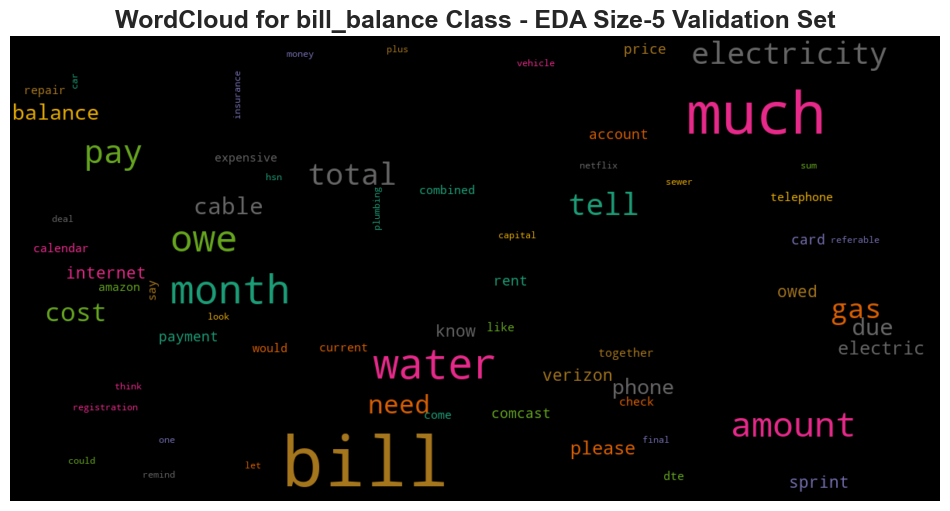 WordCloud for bill_balance Class - EDA Size-5 Validation Set
money
plus
price
electricity
vehicle
car
repair
insurance
balance
much
account
pay
expensive
total
netflix
sum
hsn
combined
plumbing
sewer
telephone
cable
tell
deal
owe
calendar
capital
card
referable
internet
amazon
say
month
rent
owed
cost
look
gas
payment
know
like
due
would
current
water
together
electric
think
verizon
phone
registration
need
come
comcast
check
amount
one
bill
please
final
could
let
remind
dte
sprint